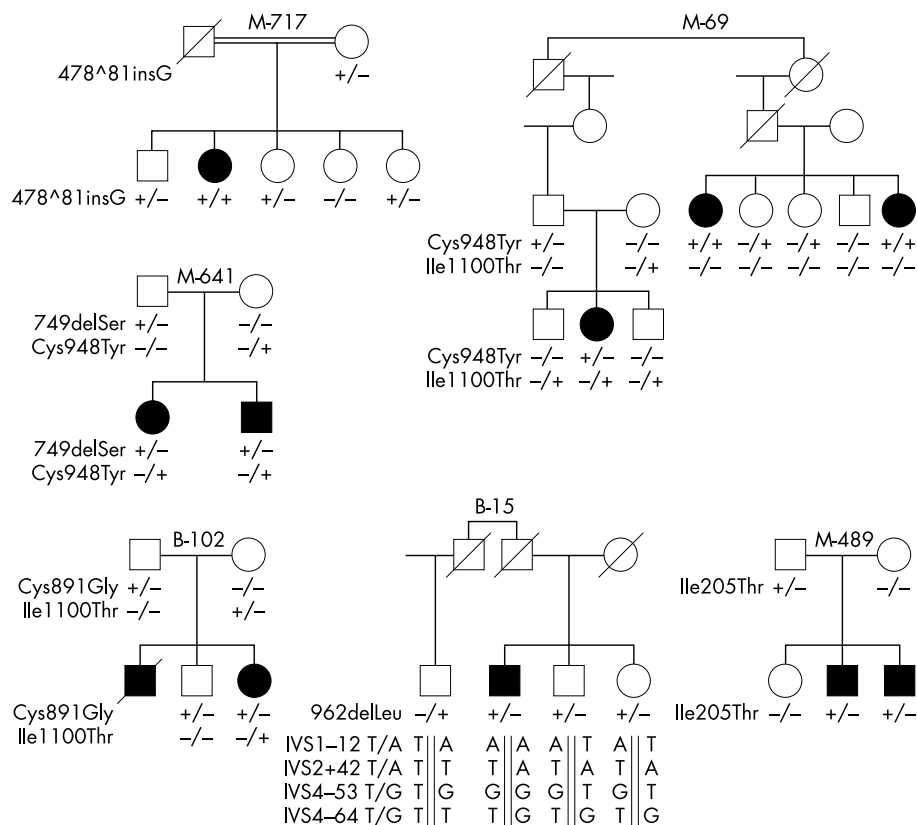 M-717
478^81insG +/–
478^81insG +/– +/+ +/– –/– +/–
M-69
Cys948Tyr +/– –/– +/+ –/+ –/+ –/– +/+
Ile1100Thr –/– –/+ –/– –/– –/– –/– –/–
Cys948Tyr –/– +/– –/–
Ile1100Thr –/+ –/+ –/+
M-641
749delSer +/– –/–
Cys948Tyr –/– –/+
749delSer +/– +/–
Cys948Tyr –/+ –/+
B-102
Cys891Gly +/– –/–
Ile1100Thr –/– +/–
Cys891Gly +/– +/–
Ile1100Thr –/– –/+
B-15
962delLeu –/+ +/– +/– +/–
IVS1–12 T/A T A A A A T A T
IVS2+42 T/A T T T A T A T A
IVS4–53 T/G T G G G G T G T
IVS4–64 T/G T T T G T G T G
M-489
Ile205Thr +/– –/–
Ile205Thr –/– +/– +/–